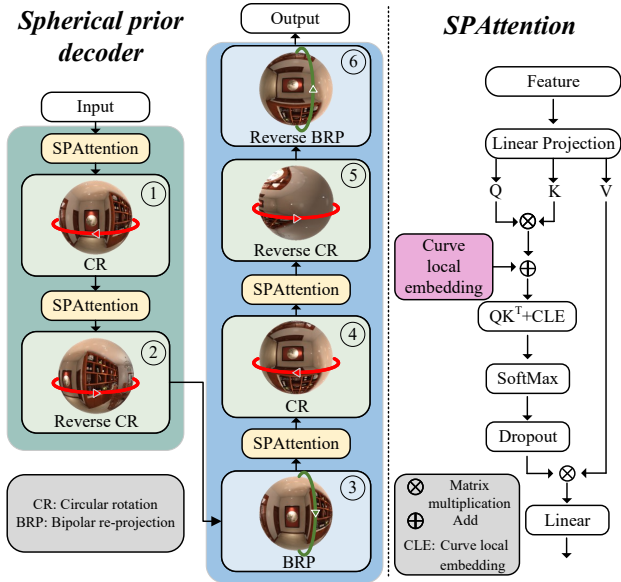 Spherical prior
decoder
Input
SPAttention
1
CR
SPAttention
2
Reverse CR
CR: Circular rotation
BRP: Bipolar re-projection
Output
6
Reverse BRP
5
Reverse CR
SPAttention
4
CR
SPAttention
3
BRP
SPAttention
Feature
Linear Projection
Q K V
Curve
local
embedding
QKᵀ+CLE
SoftMax
Dropout
Matrix
multiplication
Add
CLE: Curve local
embedding
Linear